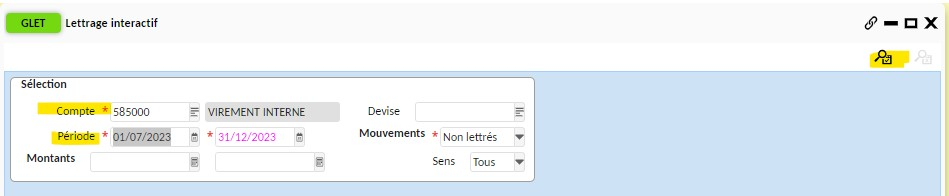 GLET Lettrage interactif
Sélection
Compte * 585000 VIREMENT INTERNE Devise
Période * 01/07/2023 * 31/12/2023 Mouvements * Non lettrés
Montants Sens Tous